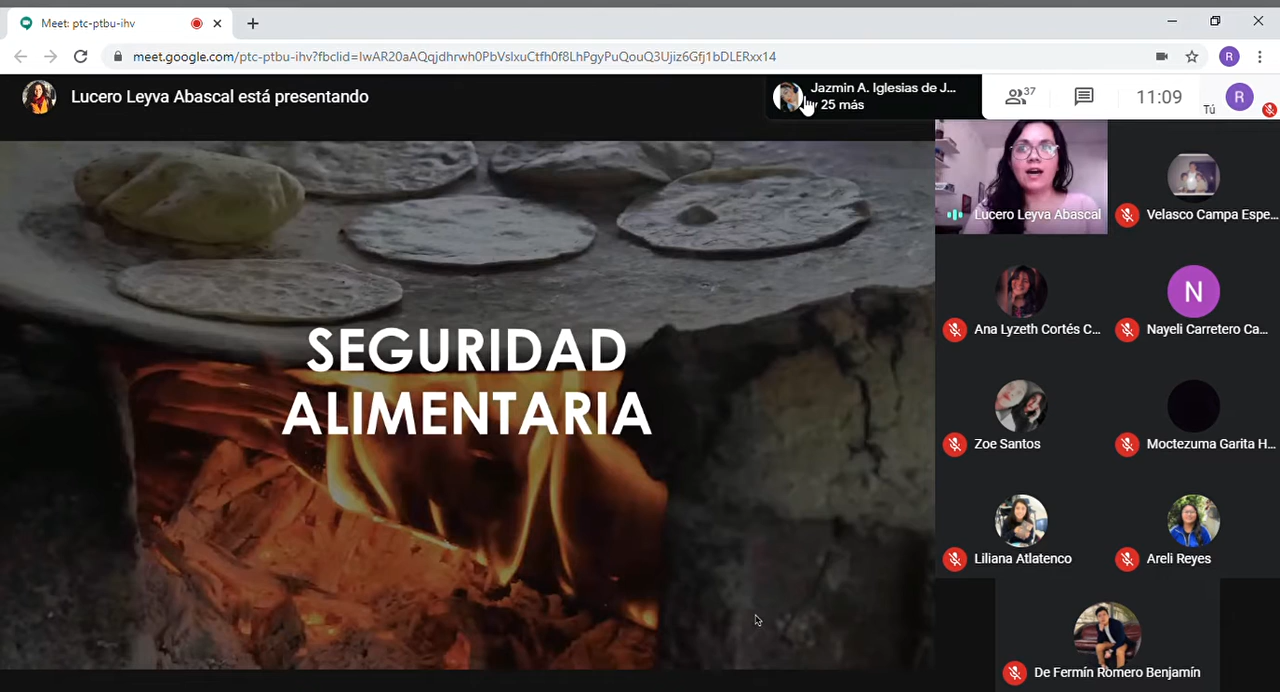 Meet: ptc-ptbu-ihv
meet.google.com/ptc-ptbu-ihv?fbclid=IwAR20aAQqjdhrwh0PbVslxuCtfh0f8LhPgyPuQouQ3Ujiz6Gfj1bDLERxx14
R
Lucero Leyva Abascal está presentando
Jazmin A. Iglesias de J...
y 25 más
37
11:09
Tú
R
SEGURIDAD
ALIMENTARIA
Lucero Leyva Abascal
Velasco Campa Espe...
Ana Lyzeth Cortés C...
N
Nayeli Carretero Ca...
Zoe Santos
Moctezuma Garita H...
Liliana Atlatenco
Areli Reyes
De Fermín Romero Benjamín